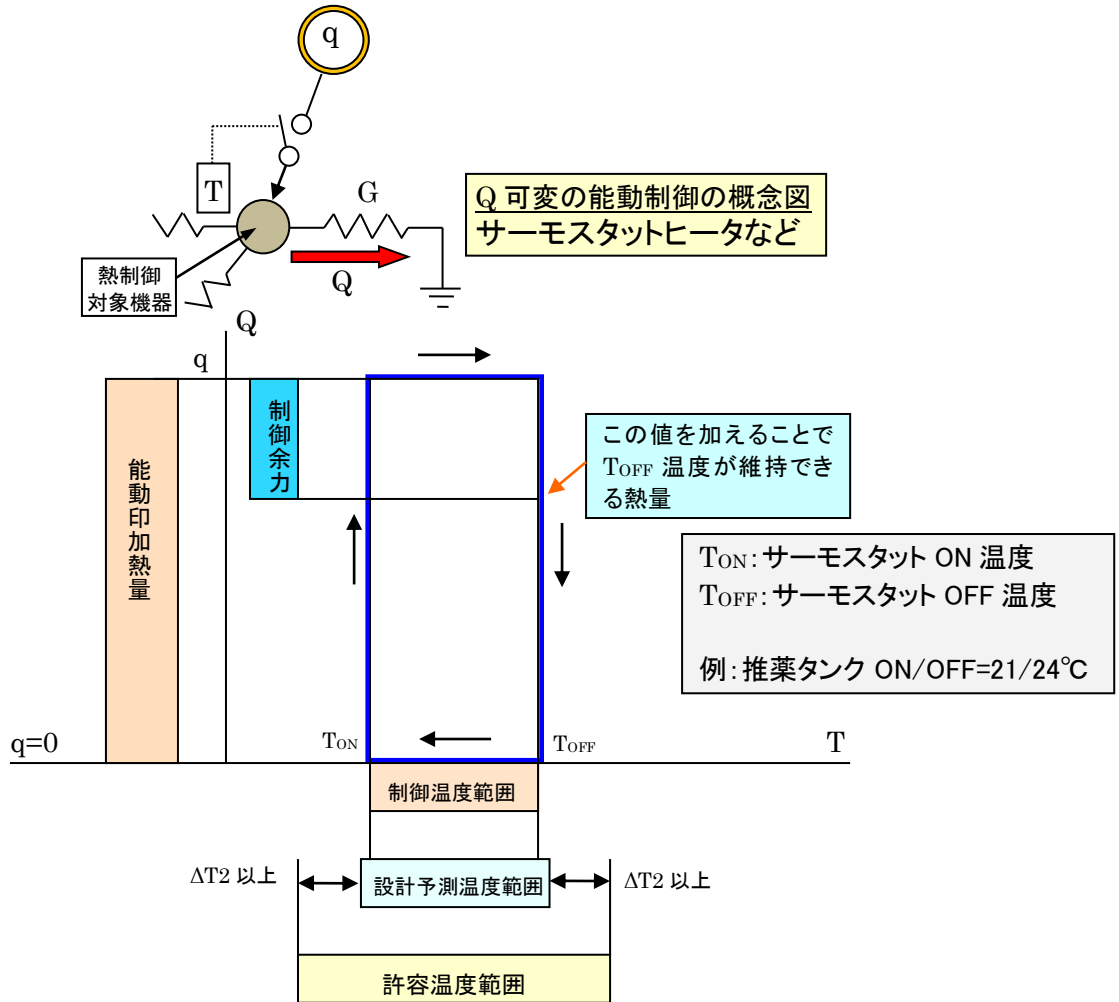 q
T
G
Q 可変の能動制御の概念図
サーモスタットヒータなど
熱制御
対象機器
Q
Q
q
制御余力
能動印加熱量
この値を加えることで
TOFF 温度が維持でき
る熱量
TON：サーモスタット ON 温度
TOFF：サーモスタット OFF 温度
例：推薬タンク ON/OFF=21/24℃
q=0
TON
TOFF
T
制御温度範囲
ΔT2 以上
設計予測温度範囲
ΔT2 以上
許容温度範囲